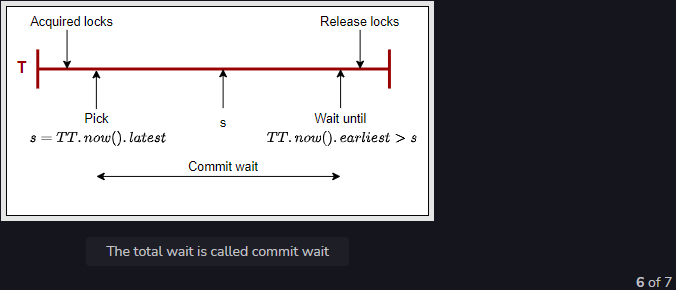 Acquired locks Release locks
T
Pick s Wait until
s = TT.now().latest TT.now().earliest > s
Commit wait
The total wait is called commit wait
6 of 7